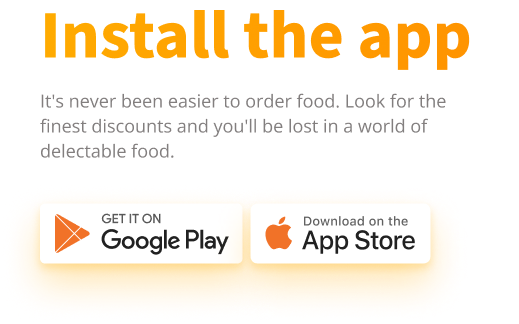 Install the app
It's never been easier to order food. Look for the
finest discounts and you'll be lost in a world of
delectable food.
GET IT ON
Google Play
Download on the
App Store